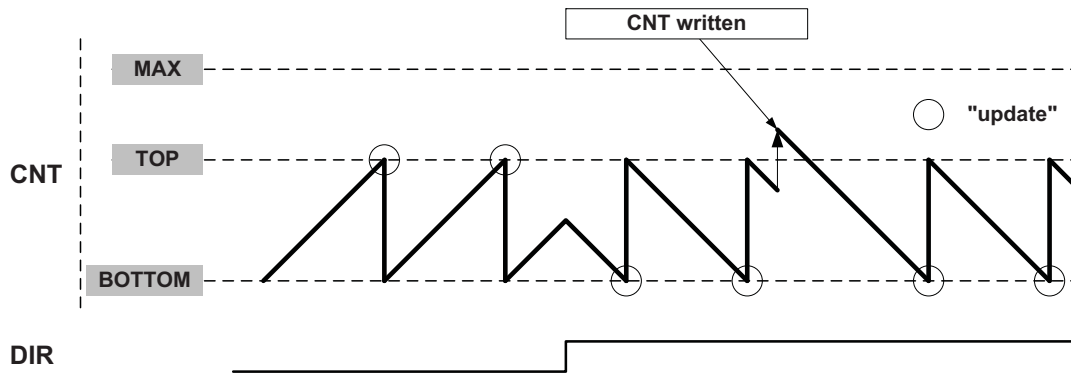 CNT written
MAX
"update"
TOP
CNT
BOTTOM
DIR